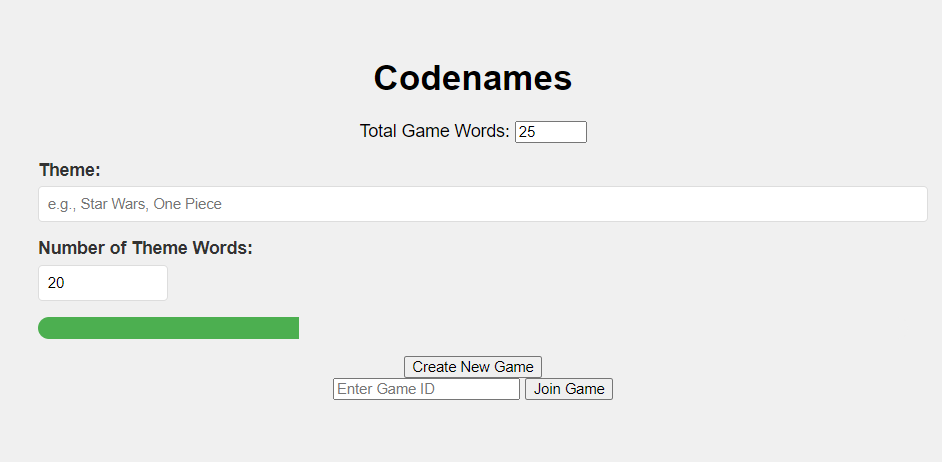 Codenames
Total Game Words: 25
Theme:
e.g., Star Wars, One Piece
Number of Theme Words:
20
Create New Game
Enter Game ID Join Game